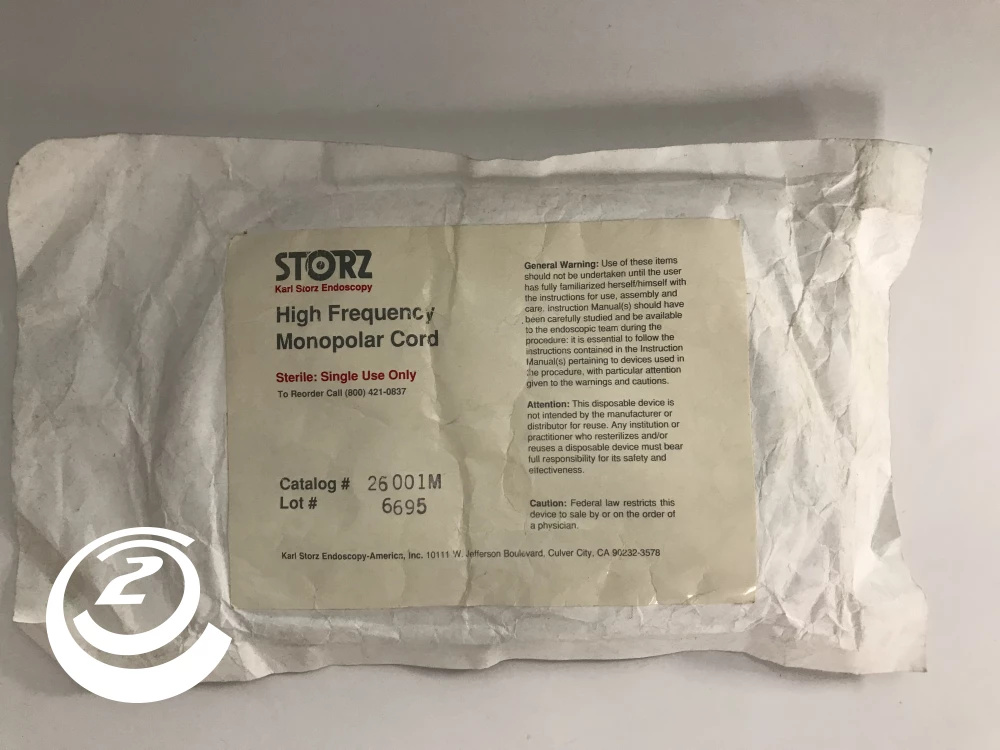 STORZ
Karl Storz Endoscopy
High Frequency
Monopolar Cord
Sterile: Single Use Only
To Reorder Call (800) 421-0837
Catalog # 26001M
Lot # 6695
General Warning: Use of these items
should not be undertaken until the user
has fully familiarized herself/himself with
the instructions for use, assembly and
care. Instruction Manual(s) should have
been carefully studied and be available
to the endoscopic team during the
procedure: it is essential to follow the
instructions contained in the Instruction
Manual(s) pertaining to devices used in
the procedure, with particular attention
given to the warnings and cautions.
Attention: This disposable device is
not intended by the manufacturer or
distributor for reuse. Any institution or
practitioner who resterilizes and/or
reuses a disposable device must bear
full responsibility for its safety and
effectiveness.
Caution: Federal law restricts this
device to sale by or on the order of
a physician.
Karl Storz Endoscopy-America, Inc. 10111 W. Jefferson Boulevard, Culver City, CA 90232-3578
2